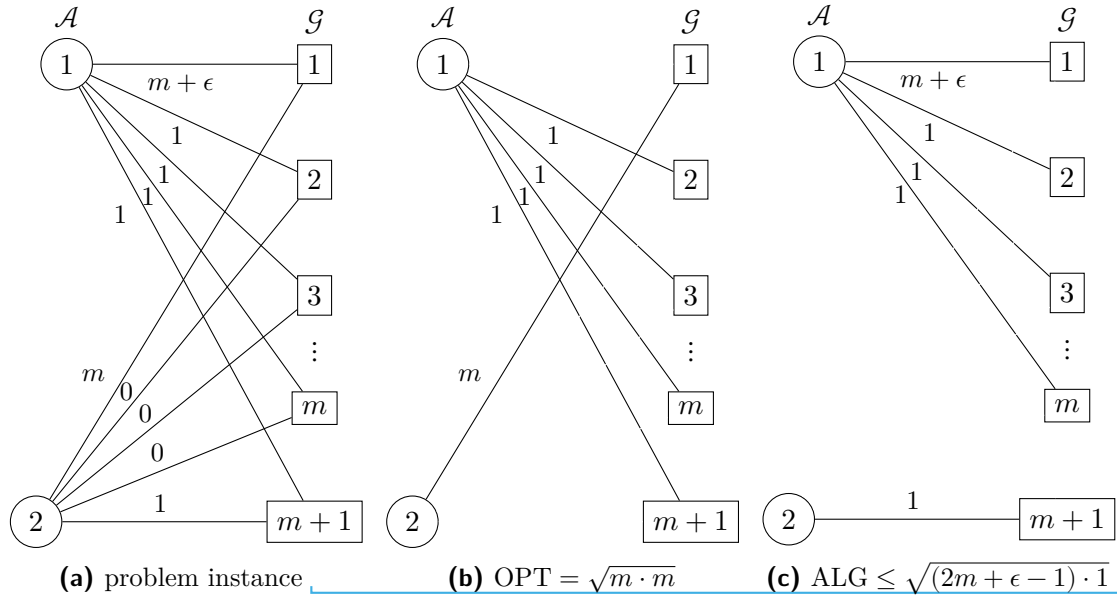 𝒜 𝒢 𝒜 𝒢 𝒜 𝒢
1 1 1 1 1 1
m + ϵ m + ϵ
1 1 1
2 2 2
1 1 1
1 1 1
1 1
3 3 3
⋮ ⋮ ⋮
m 0 m
0
m m m
0
2 1 m + 1 2 m + 1 2 1 m + 1
(a) problem instance (b) OPT = √(m · m) (c) ALG ≤ √((2m + ϵ − 1) · 1)